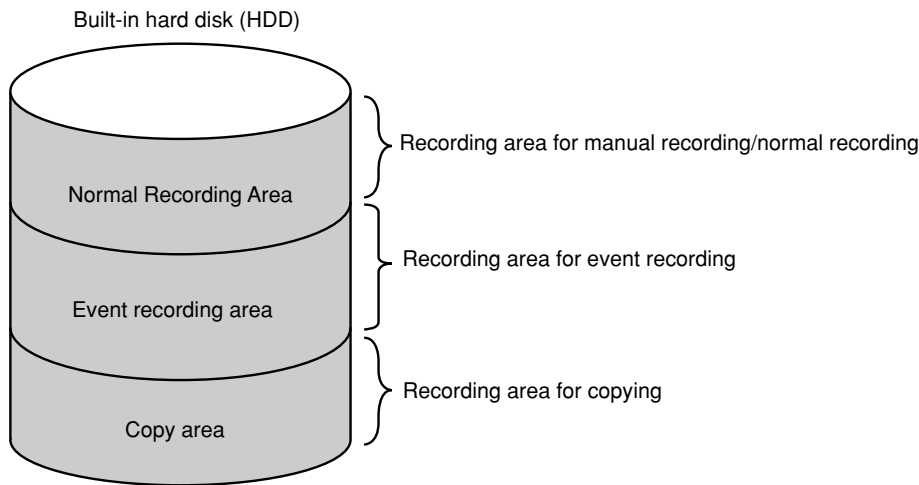 Built-in hard disk (HDD)
Recording area for manual recording/normal recording
Normal Recording Area
Recording area for event recording
Event recording area
Recording area for copying
Copy area